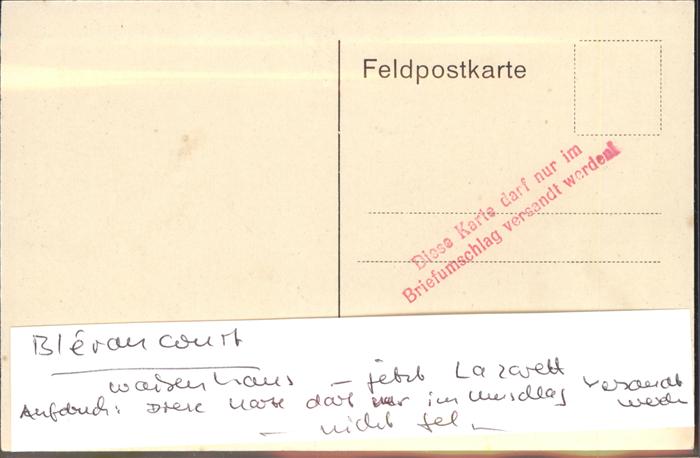 Feldpostkarte
Diese Karte darf nur im
Briefumschlag versandt werden!
Blérancourt
Waisenhaus – jetzt Lazarett
Aufdruck: Diese Karte darf nur im Umschlag versandt
werden
– nicht gel –